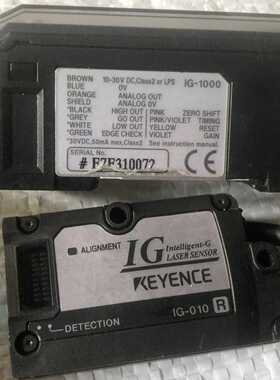 BROWN 10-30V DC,Class2 or LPS IG-1000
BLUE 0V
ORANGE ANALOG OUT
SHIELD ANALOG 0V
*BLACK HIGH OUT PINK ZERO SHIFT
*GREY GO OUT PINK/VIOLET TIMING
*WHITE LOW OUT YELLOW RESET
*GREEN EDGE CHECK VIOLET GAIN
*30VDC,50mA max,Class2 See instruction manual.
SERIAL No.
CE
ALIGNMENT
IG
Intelligent-G
LASER SENSOR
KEYENCE
DETECTION
IG-010 R